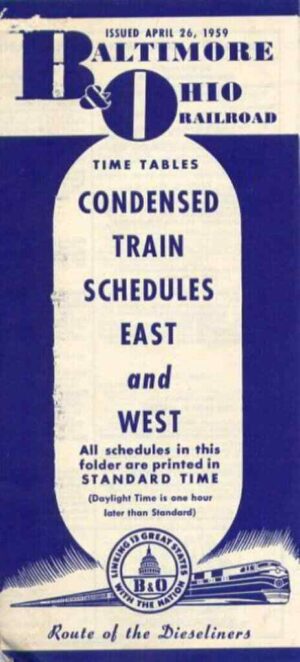 ISSUED APRIL 26, 1959
BALTIMORE
& OHIO
RAILROAD
TIME TABLES
CONDENSED
TRAIN
SCHEDULES
EAST
and
WEST
All schedules in this
folder are printed in
STANDARD TIME
(Daylight Time is one hour
later than Standard)
LINKING 13 GREAT STATES
B&O
WITH THE NATION
Route of the Dieseliners